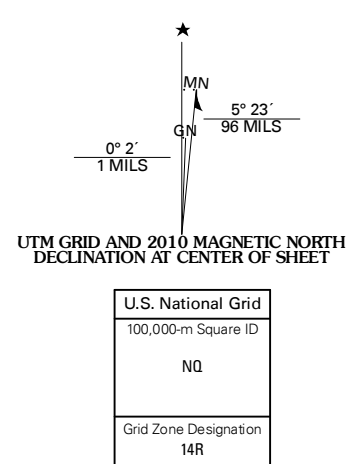 ★
MN
5° 23´
96 MILS
GN
0° 2´
1 MILS
UTM GRID AND 2010 MAGNETIC NORTH
DECLINATION AT CENTER OF SHEET
U.S. National Grid
100,000-m Square ID
NQ
Grid Zone Designation
14R